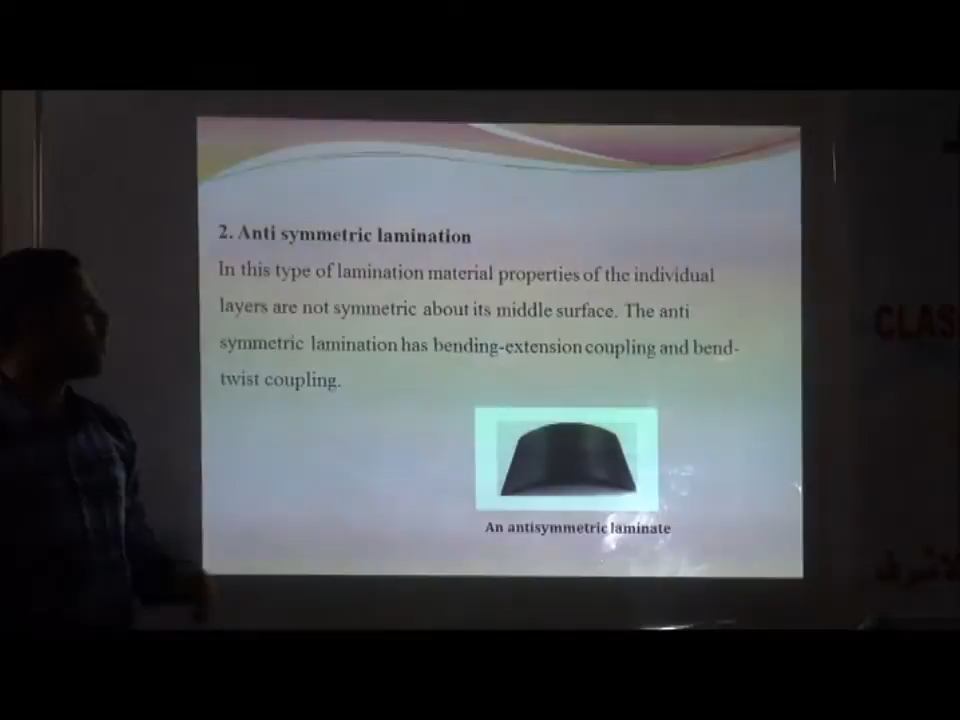 2. Anti symmetric lamination
In this type of lamination material properties of the individual
layers are not symmetric about its middle surface. The anti
symmetric lamination has bending-extension coupling and bend-
twist coupling.
An antisymmetric laminate
CLAS